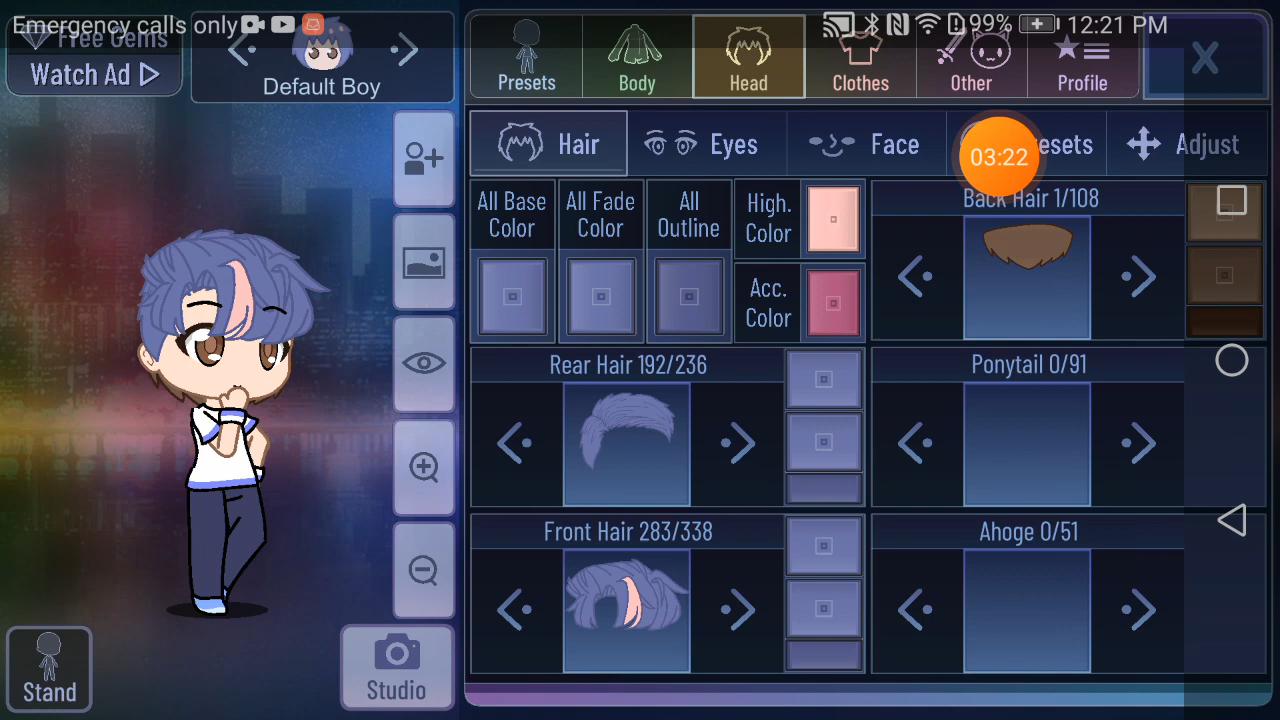 Emergency calls only
99%
12:21 PM
Free Gems
Watch Ad
Default Boy
Presets
Body
Head
Clothes
Other
Profile
X
Hair
Eyes
Face
esets
Adjust
03:22
All Base
Color
All Fade
Color
All
Outline
High.
Color
Acc.
Color
Back Hair 1/108
Rear Hair 192/236
Ponytail 0/91
Front Hair 283/338
Ahoge 0/51
Stand
Studio